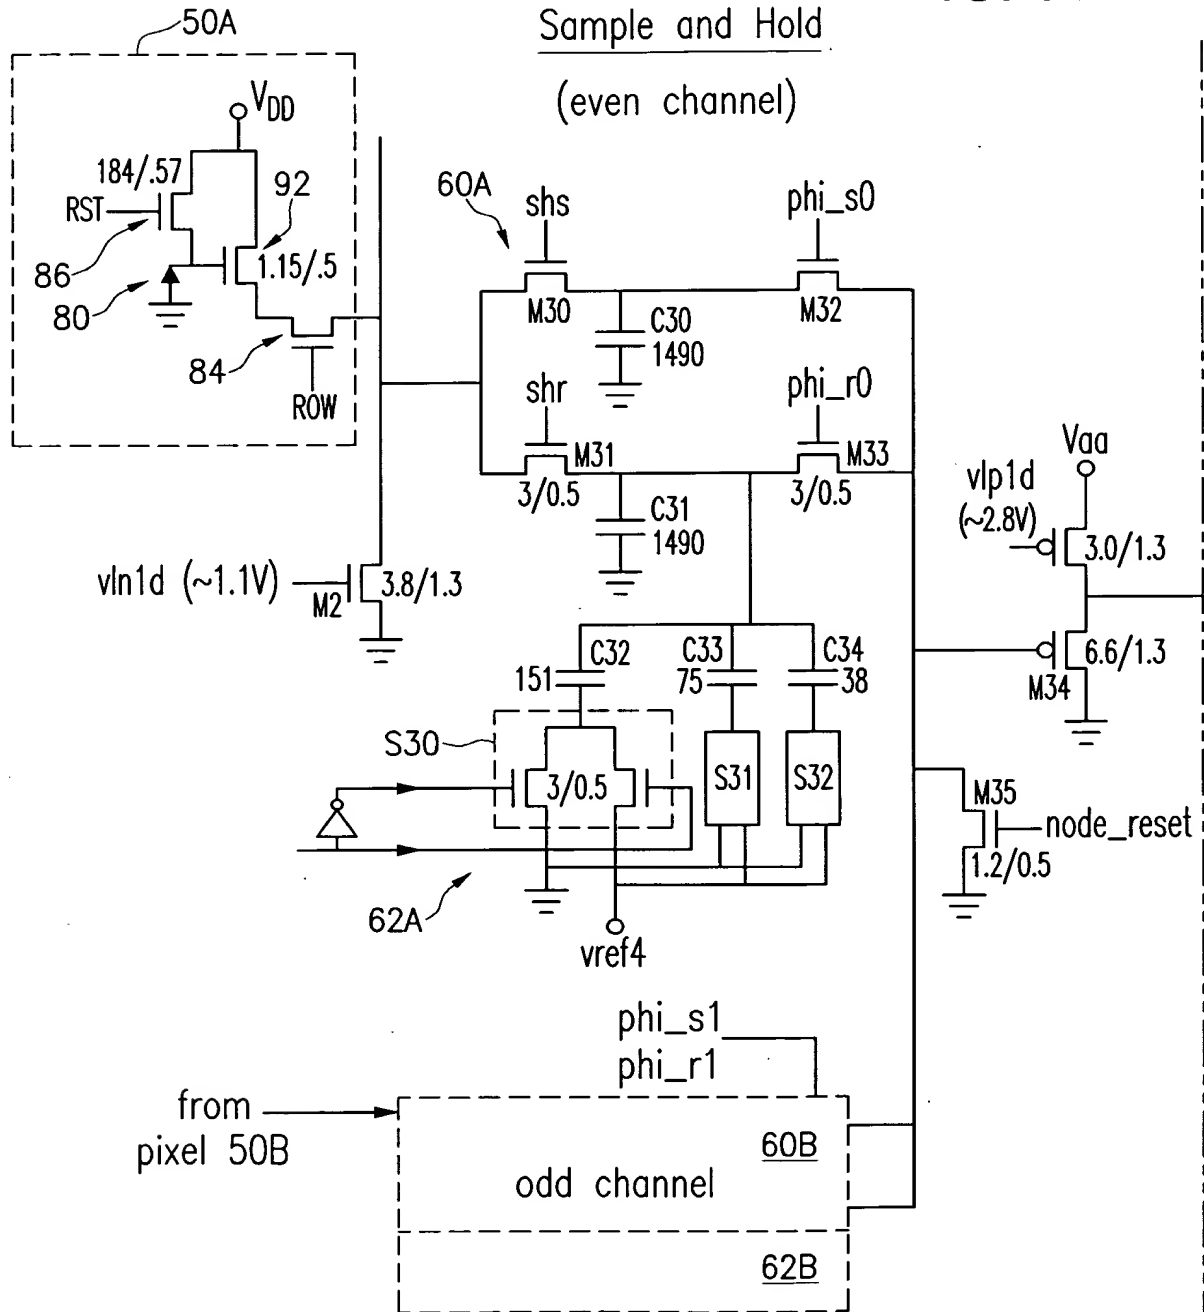 Sample and Hold
(even channel)
50A
VDD
184/.57
RST
92
86
1.15/.5
80
84
ROW
60A
shs
phi_s0
M30
M32
C30
1490
shr
phi_r0
M31
M33
3/0.5
3/0.5
C31
1490
Vaa
vlp1d
(~2.8V)
3.0/1.3
vln1d (~1.1V)
M2
3.8/1.3
C32
151
C33
75
C34
38
M34
6.6/1.3
S30
3/0.5
S31
S32
M35
node_reset
1.2/0.5
62A
vref4
phi_s1
phi_r1
from
pixel 50B
60B
odd channel
62B